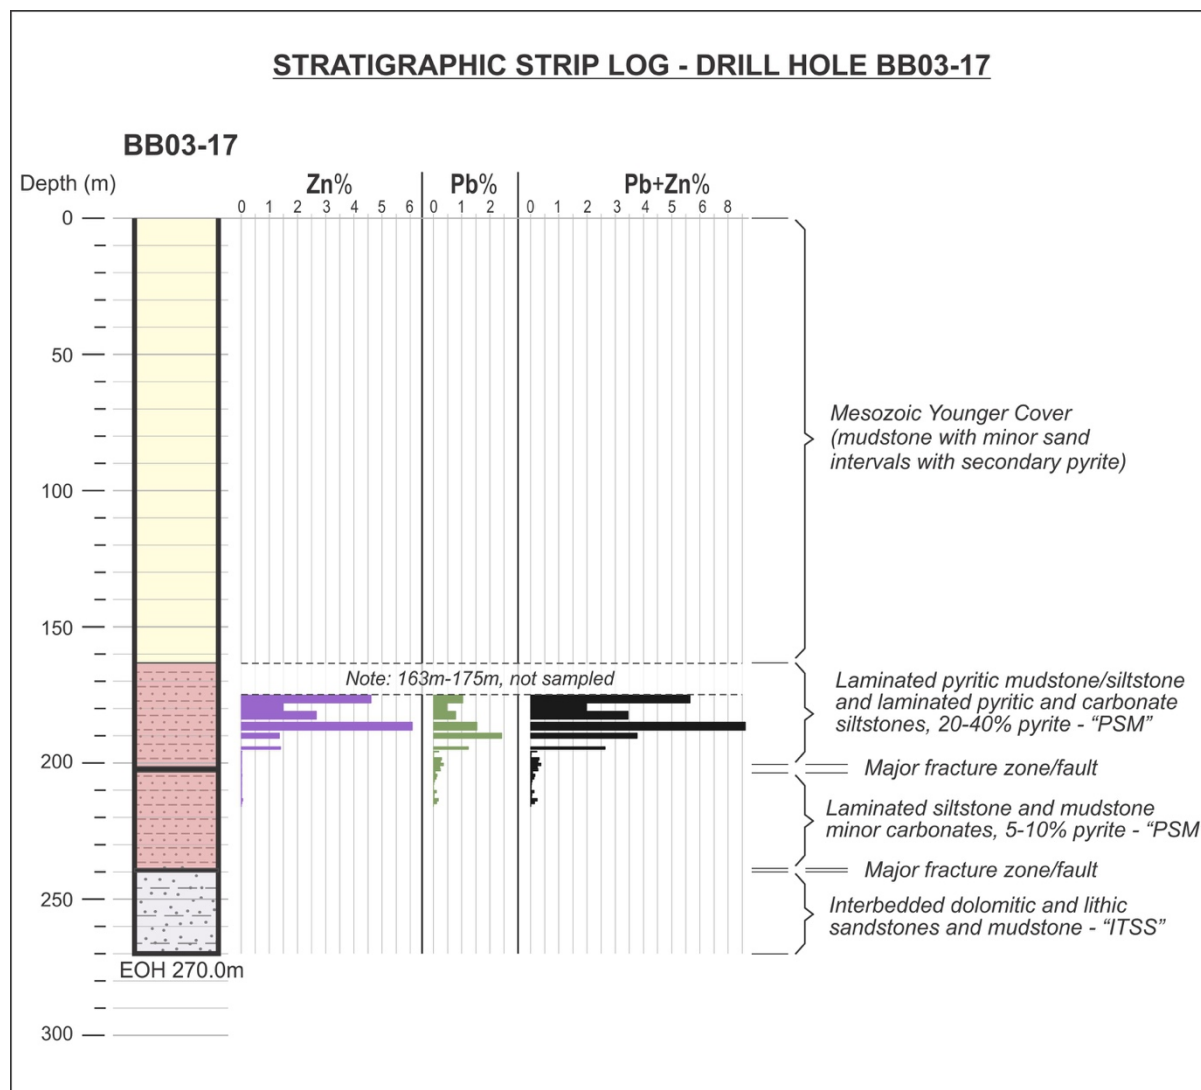 STRATIGRAPHIC STRIP LOG - DRILL HOLE BB03-17
BB03-17
Depth (m)
Zn%
Pb%
Pb+Zn%
0 1 2 3 4 5 6
0 1 2
0 1 2 3 4 5 6 8
0
50
100
150
200
250
300
Mesozoic Younger Cover
(mudstone with minor sand
intervals with secondary pyrite)
Note: 163m-175m, not sampled
Laminated pyritic mudstone/siltstone
and laminated pyritic and carbonate
siltstones, 20-40% pyrite - “PSM”
Major fracture zone/fault
Laminated siltstone and mudstone
minor carbonates, 5-10% pyrite - “PSM
Major fracture zone/fault
Interbedded dolomitic and lithic
sandstones and mudstone - “ITSS”
EOH 270.0m